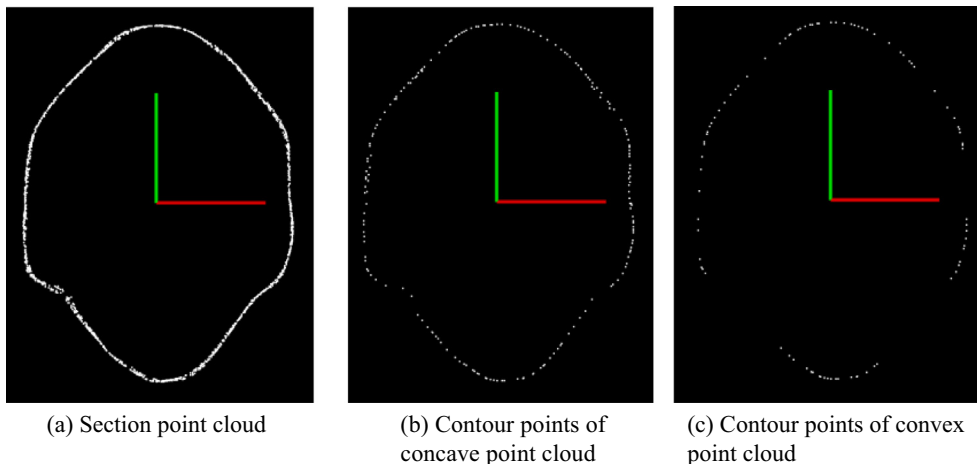 (a) Section point cloud
(b) Contour points of
concave point cloud
(c) Contour points of convex
point cloud